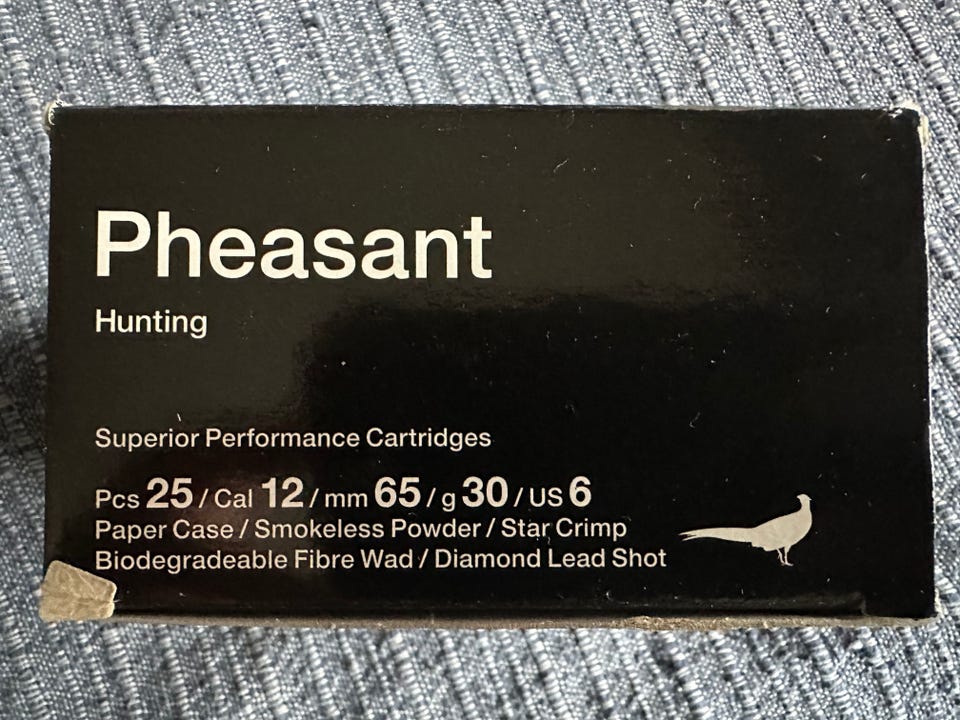 Pheasant
Hunting
Superior Performance Cartridges
Pcs 25 / Cal 12 / mm 65 / g 30 / US 6
Paper Case / Smokeless Powder / Star Crimp
Biodegradeable Fibre Wad / Diamond Lead Shot